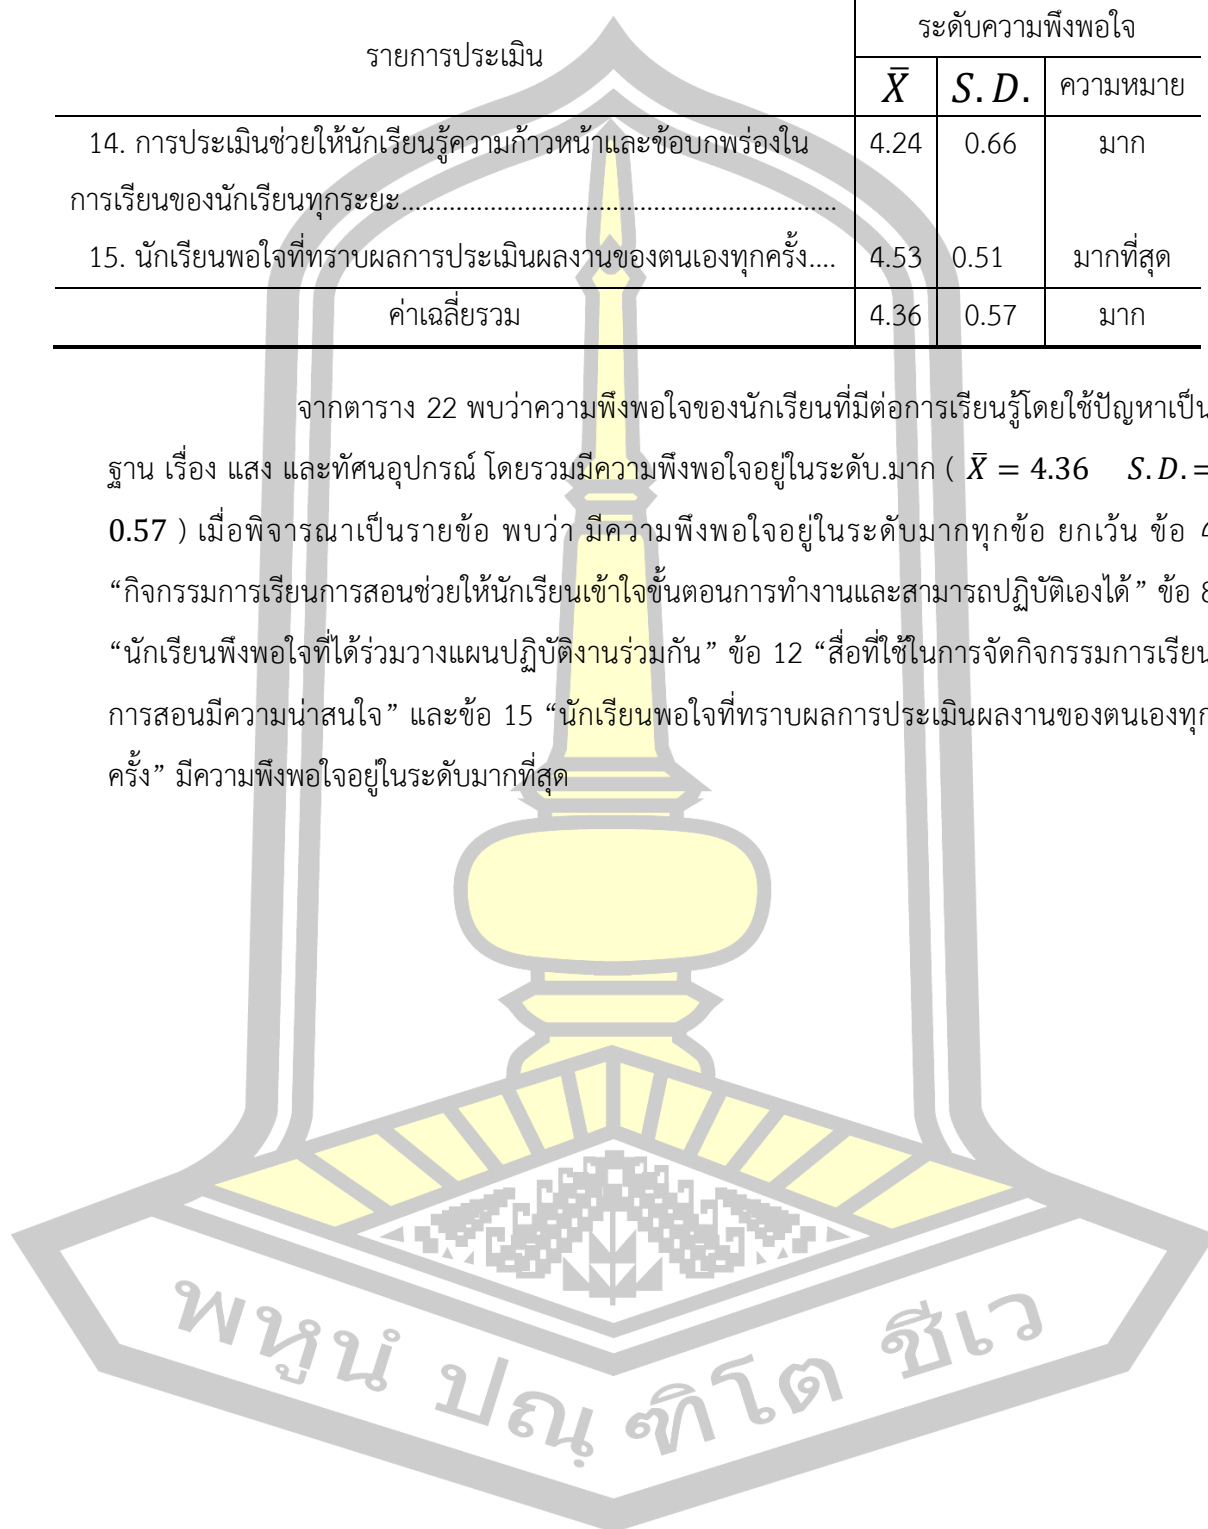 รายการประเมิน
ระดับความพึงพอใจ
X̄ S.D. ความหมาย
14. การประเมินช่วยให้นักเรียนรู้ความก้าวหน้าและข้อบกพร่องใน 4.24 0.66 มาก
การเรียนของนักเรียนทุกระยะ...............................................................
15. นักเรียนพอใจที่ทราบผลการประเมินผลงานของตนเองทุกครั้ง.... 4.53 0.51 มากที่สุด
ค่าเฉลี่ยรวม 4.36 0.57 มาก
จากตาราง 22 พบว่าความพึงพอใจของนักเรียนที่มีต่อการเรียนรู้โดยใช้ปัญหาเป็น
ฐาน เรื่อง แสง และทัศนอุปกรณ์ โดยรวมมีความพึงพอใจอยู่ในระดับ.มาก ( X̄ = 4.36 S.D. =
0.57 ) เมื่อพิจารณาเป็นรายข้อ พบว่า มีความพึงพอใจอยู่ในระดับมากทุกข้อ ยกเว้น ข้อ 4
“กิจกรรมการเรียนการสอนช่วยให้นักเรียนเข้าใจขั้นตอนการทำงานและสามารถปฏิบัติเองได้” ข้อ 8
“นักเรียนพึงพอใจที่ได้ร่วมวางแผนปฏิบัติงานร่วมกัน” ข้อ 12 “สื่อที่ใช้ในการจัดกิจกรรมการเรียน
การสอนมีความน่าสนใจ” และข้อ 15 “นักเรียนพอใจที่ทราบผลการประเมินผลงานของตนเองทุก
ครั้ง” มีความพึงพอใจอยู่ในระดับมากที่สุด
พหูนํ ปณฺ ฑิโต ชีเว